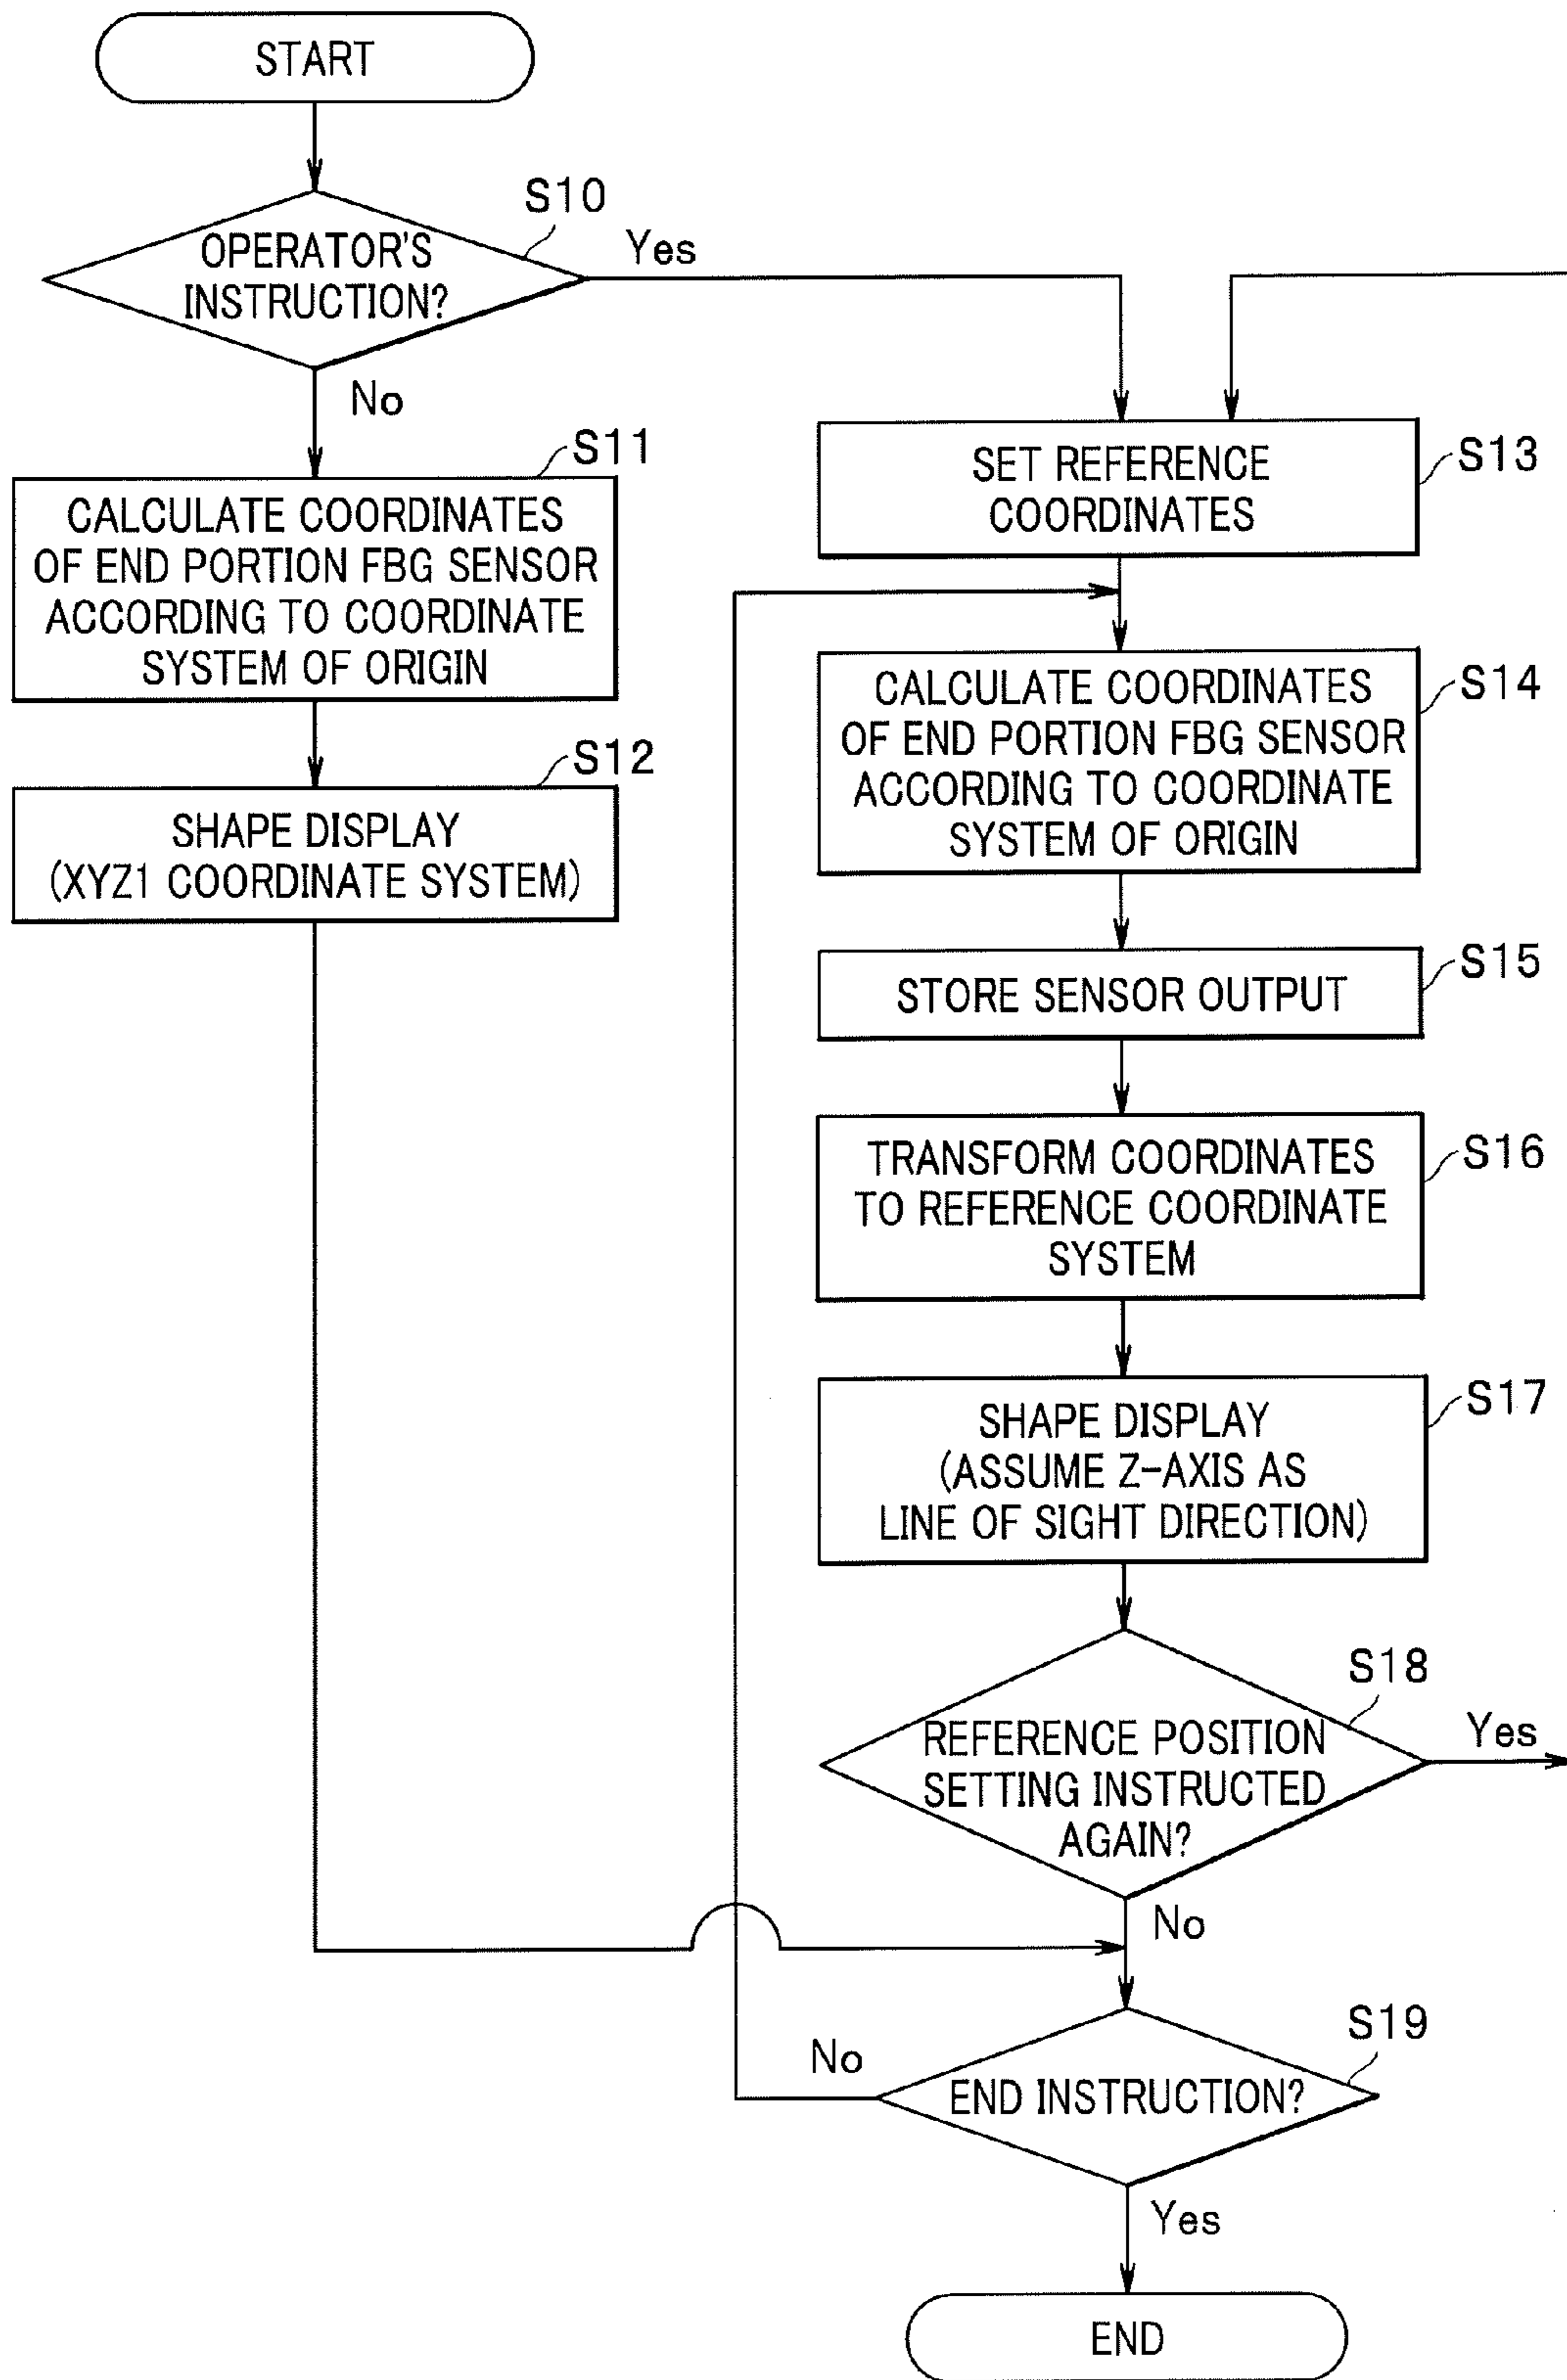 START
S10
OPERATOR'S
INSTRUCTION?
Yes
No
S11
CALCULATE COORDINATES
OF END PORTION FBG SENSOR
ACCORDING TO COORDINATE
SYSTEM OF ORIGIN
S12
SHAPE DISPLAY
(XYZ1 COORDINATE SYSTEM)
S13
SET REFERENCE
COORDINATES
S14
CALCULATE COORDINATES
OF END PORTION FBG SENSOR
ACCORDING TO COORDINATE
SYSTEM OF ORIGIN
S15
STORE SENSOR OUTPUT
S16
TRANSFORM COORDINATES
TO REFERENCE COORDINATE
SYSTEM
S17
SHAPE DISPLAY
(ASSUME Z-AXIS AS
LINE OF SIGHT DIRECTION)
S18
REFERENCE POSITION
SETTING INSTRUCTED
AGAIN?
Yes
No
S19
END INSTRUCTION?
No
Yes
END